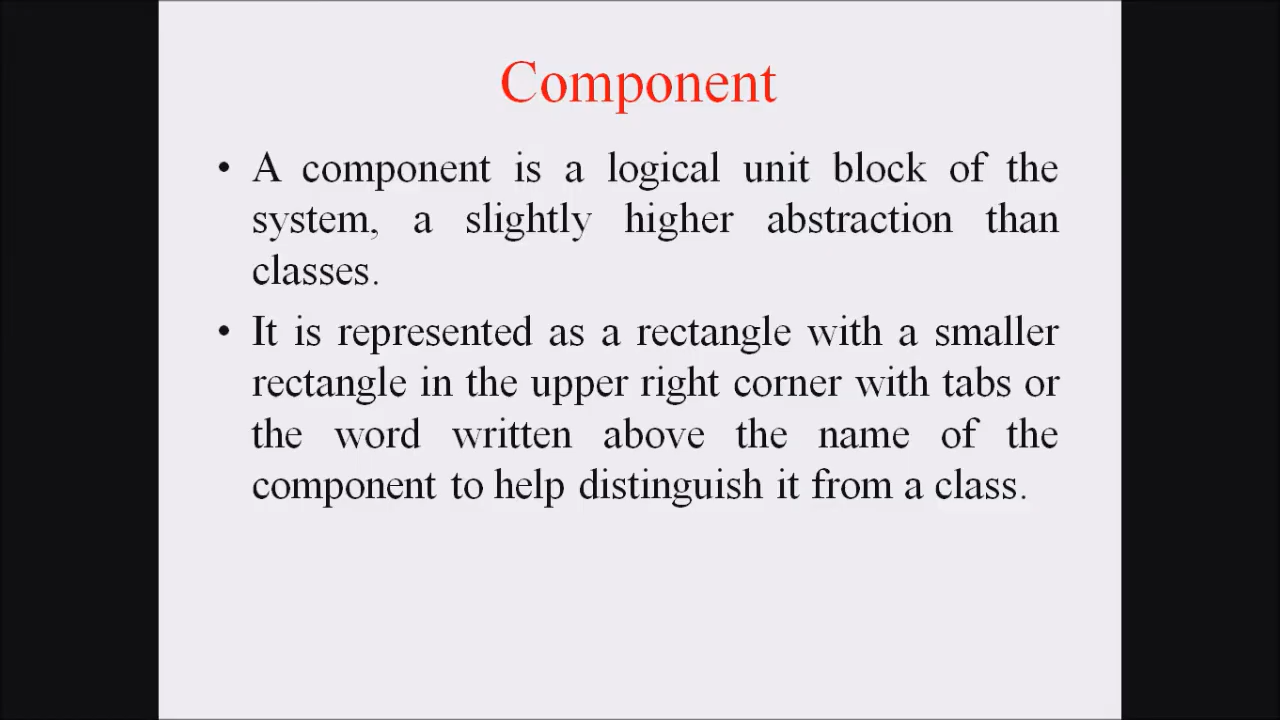 Component
• A component is a logical unit block of the
system, a slightly higher abstraction than
classes.
• It is represented as a rectangle with a smaller
rectangle in the upper right corner with tabs or
the word written above the name of the
component to help distinguish it from a class.